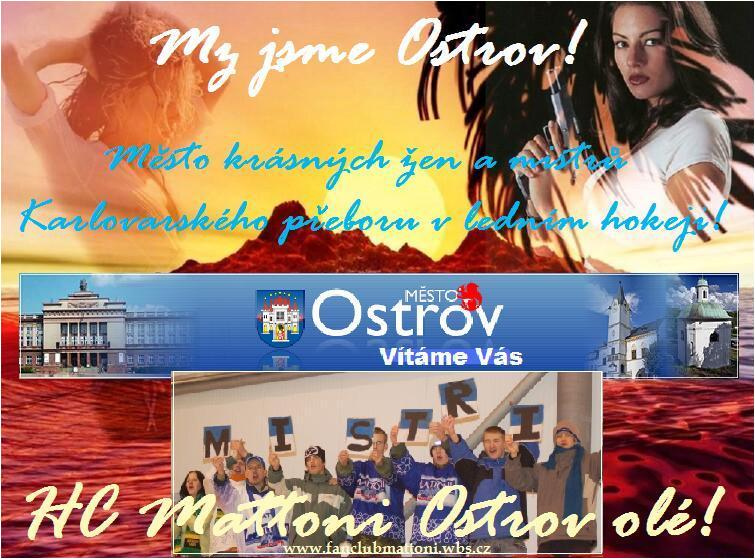 My jsme Ostrov!
Město krásných žen a mistrů
Karlovarského přeboru v ledním hokeji!
MĚSTO
Ostrov
Vítáme Vás
MISTRI
HC Mattoni Ostrov olé!
www.fanclubmattoni.wbs.cz